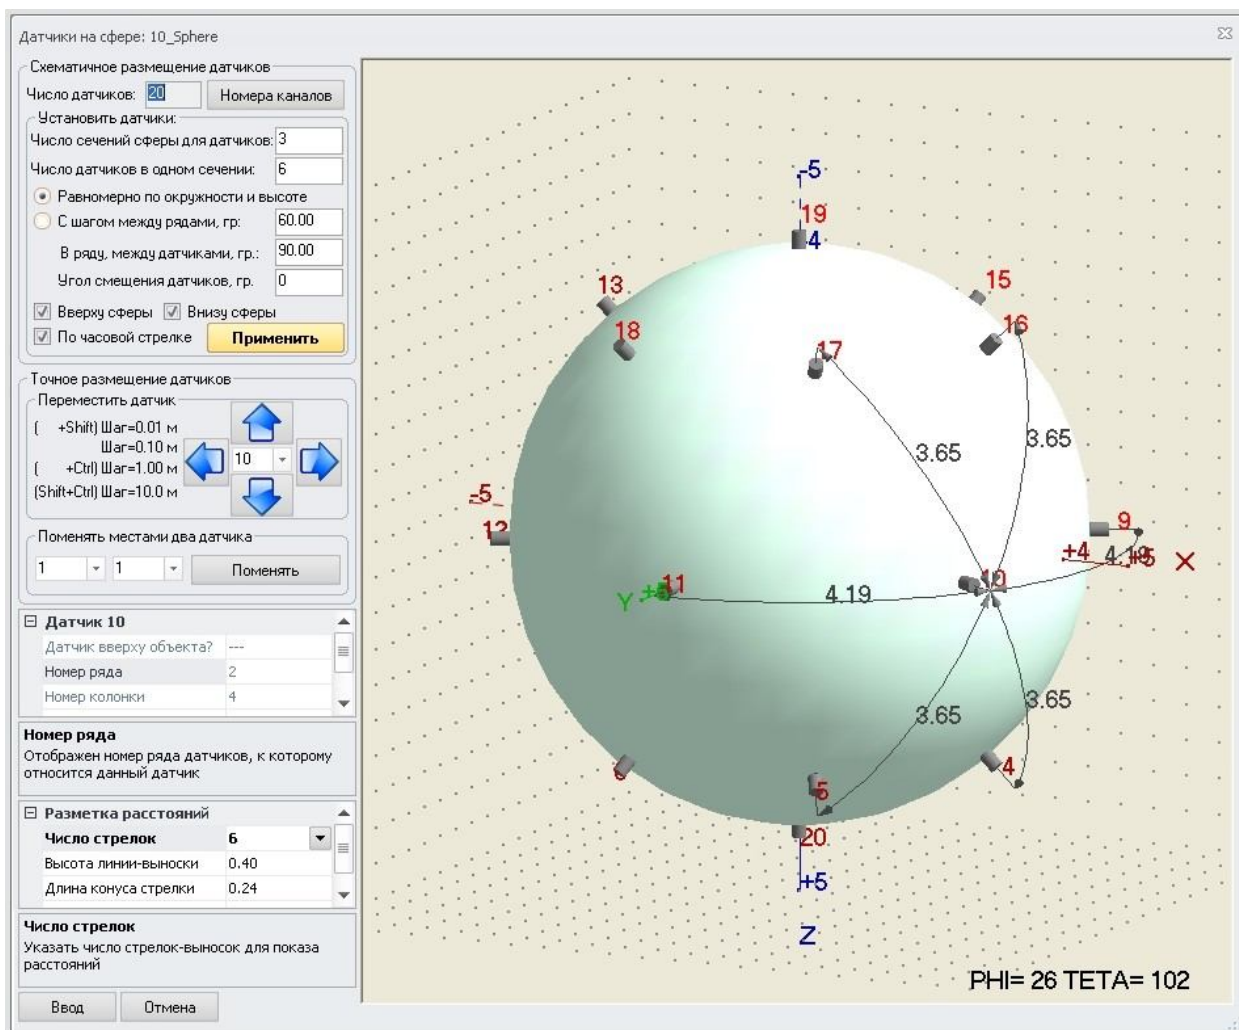 Датчики на сфере: 10_Sphere
Схематичное размещение датчиков
Число датчиков: 20 Номера каналов
Установить датчики:
Число сечений сферы для датчиков: 3
Число датчиков в одном сечении: 6
Равномерно по окружности и высоте
С шагом между рядами, гр: 60.00
В ряду, между датчиками, гр.: 90.00
Угол смещения датчиков, гр. 0
Вверху сферы Внизу сферы
По часовой стрелке Применить
Точное размещение датчиков
Переместить датчик
( +Shift) Шаг=0.01 м
Шаг=0.10 м
10
( +Ctrl) Шаг=1.00 м
(Shift+Ctrl) Шаг=10.0 м
Поменять местами два датчика
1 1 Поменять
Датчик 10
Датчик вверху объекта? ---
Номер ряда 2
Номер колонки 4
Номер ряда
Отображен номер ряда датчиков, к которому
относится данный датчик
Разметка расстояний
Число стрелок 6
Высота линии-выноски 0.40
Длина конуса стрелки 0.24
Число стрелок
Указать число стрелок-выносок для показа
расстояний
Ввод Отмена
-5
19
-4
13
15
18
16
17
3.65
3.65
-5
12
9
+4 4.19 +5 X
11
10
Y
4.19
3.65
3.65
4
5
20
+5
Z
PHI= 26 TETA= 102